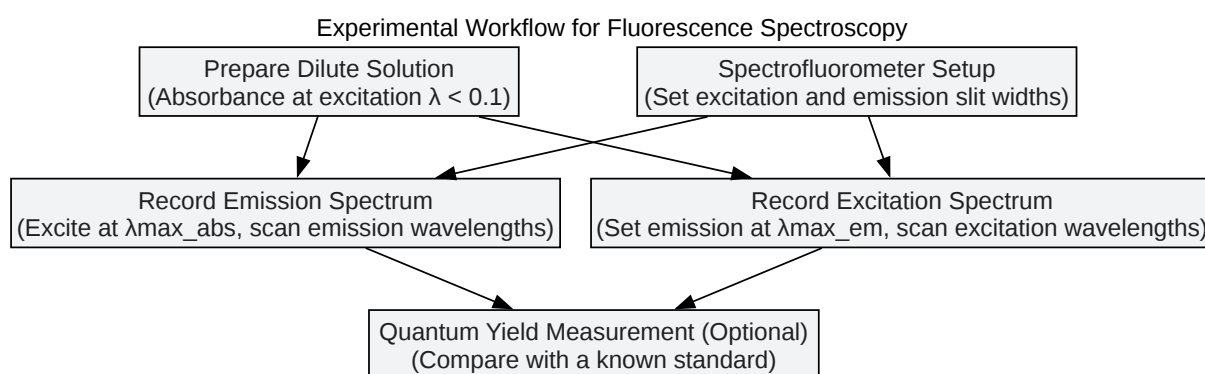 Experimental Workflow for Fluorescence Spectroscopy
Prepare Dilute Solution
(Absorbance at excitation λ < 0.1)
Spectrofluorometer Setup
(Set excitation and emission slit widths)
Record Emission Spectrum
(Excite at λmax_abs, scan emission wavelengths)
Record Excitation Spectrum
(Set emission at λmax_em, scan excitation wavelengths)
Quantum Yield Measurement (Optional)
(Compare with a known standard)